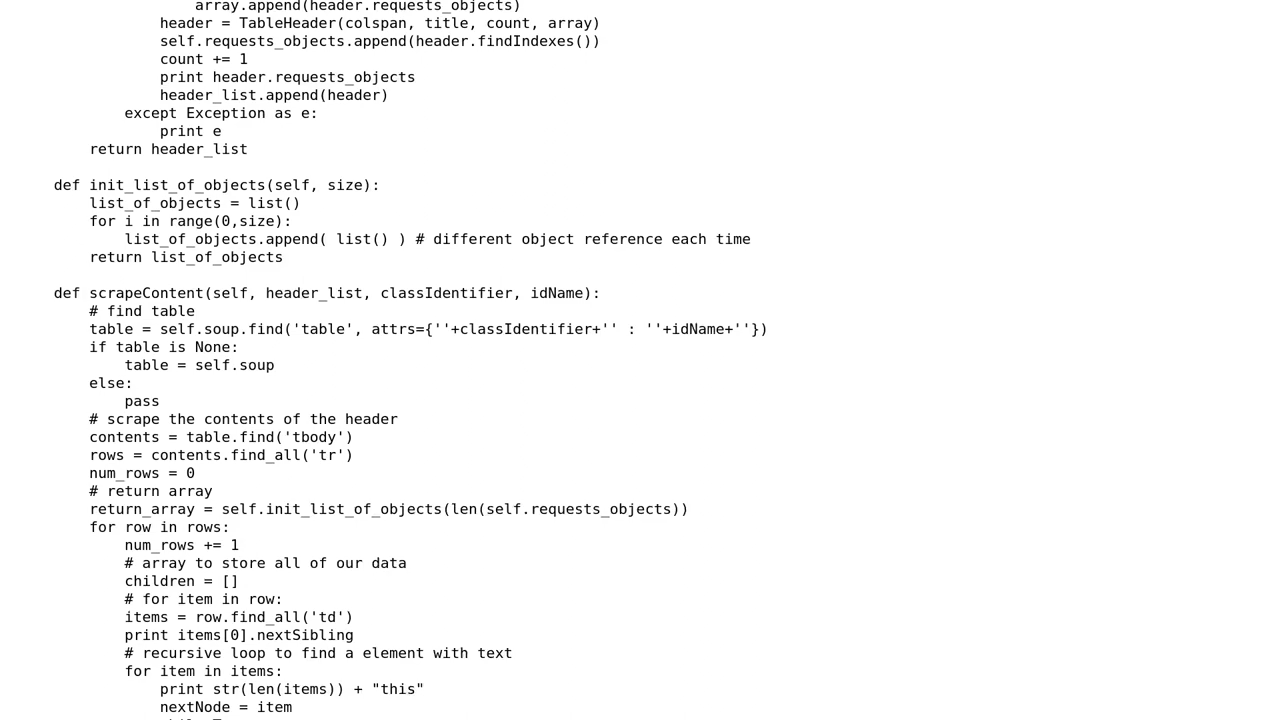 array.append(header.requests_objects)
header = TableHeader(colspan, title, count, array)
self.requests_objects.append(header.findIndexes())
count += 1
print header.requests_objects
header_list.append(header)
except Exception as e:
print e
return header_list
def init_list_of_objects(self, size):
list_of_objects = list()
for i in range(0,size):
list_of_objects.append( list() ) # different object reference each time
return list_of_objects
def scrapeContent(self, header_list, classIdentifier, idName):
# find table
table = self.soup.find('table', attrs={''+classIdentifier+'' : ''+idName+''})
if table is None:
table = self.soup
else:
pass
# scrape the contents of the header
contents = table.find('tbody')
rows = contents.find_all('tr')
num_rows = 0
# return array
return_array = self.init_list_of_objects(len(self.requests_objects))
for row in rows:
num_rows += 1
# array to store all of our data
children = []
# for item in row:
items = row.find_all('td')
print items[0].nextSibling
# recursive loop to find a element with text
for item in items:
print str(len(items)) + "this"
nextNode = item